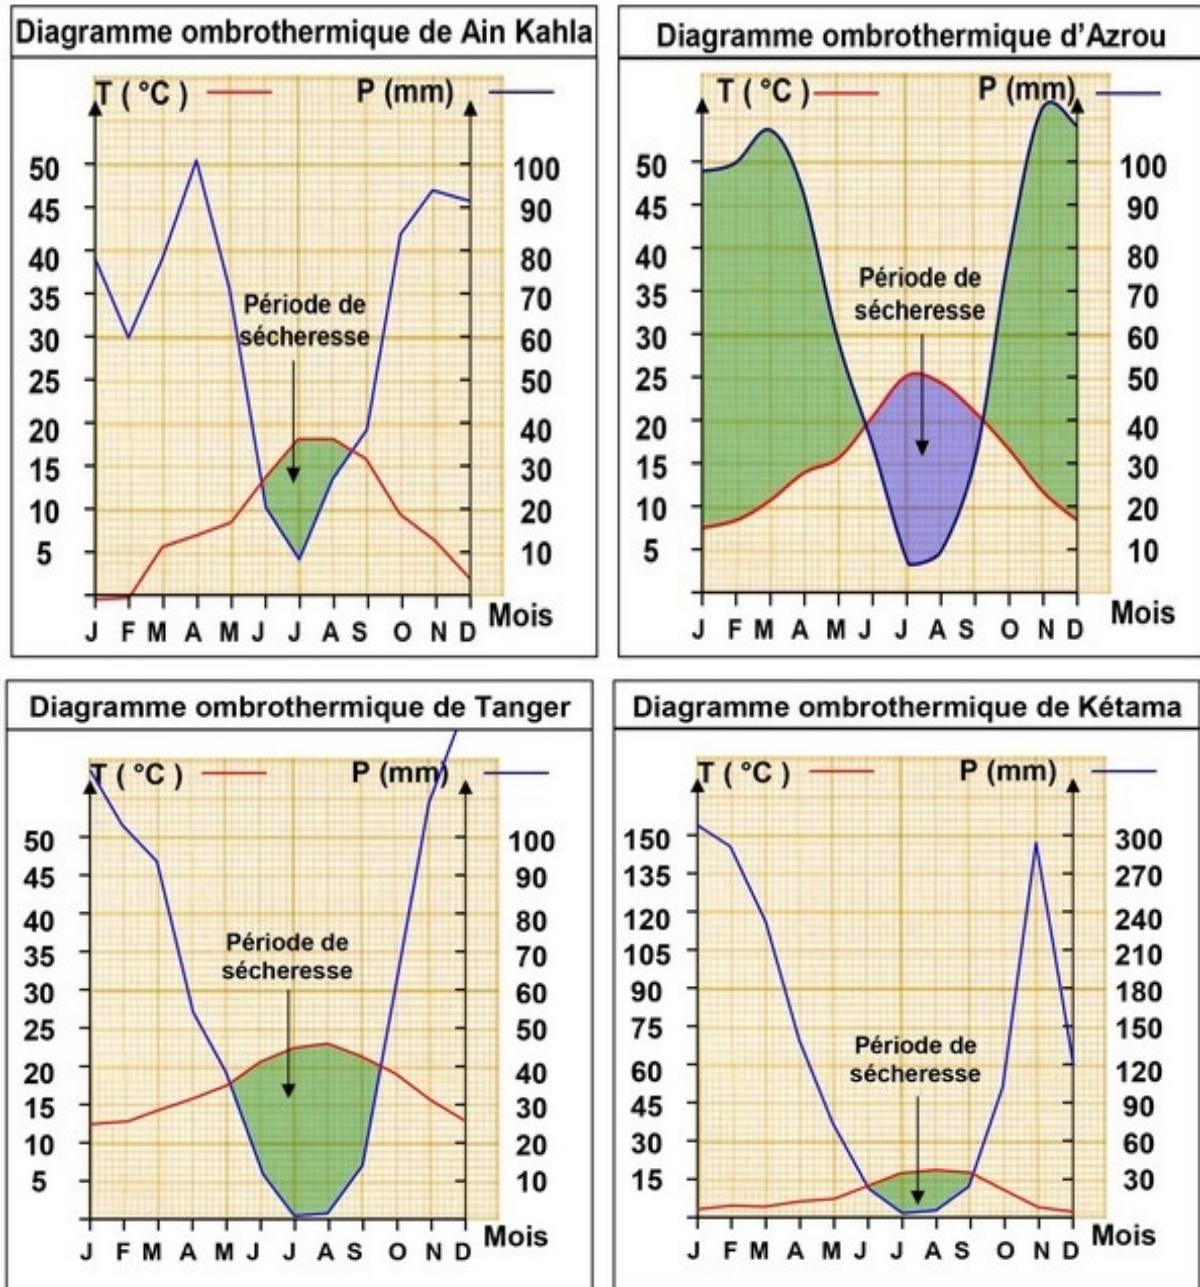 Diagramme ombrothermique de Ain Kahla
T ( °C ) P (mm)
50 100
45 90
40 80
35 70
30 60
25 50
20 40
15 30
10 20
5 10
Période de
sécheresse
J F M A M J J A S O N D
Mois
Diagramme ombrothermique d’Azrou
T ( °C ) P (mm)
50 100
45 90
40 80
35 70
30 60
25 50
20 40
15 30
10 20
5 10
Période de
sécheresse
J F M A M J J A S O N D
Mois
Diagramme ombrothermique de Tanger
T ( °C ) P (mm)
50 100
45 90
40 80
35 70
30 60
25 50
20 40
15 30
10 20
5 10
Période de
sécheresse
J F M A M J J A S O N D
Mois
Diagramme ombrothermique de Kétama
T ( °C ) P (mm)
150 300
135 270
120 240
105 210
90 180
75 150
60 120
45 90
30 60
15 30
Période de
sécheresse
J F M A M J J A S O N D
Mois